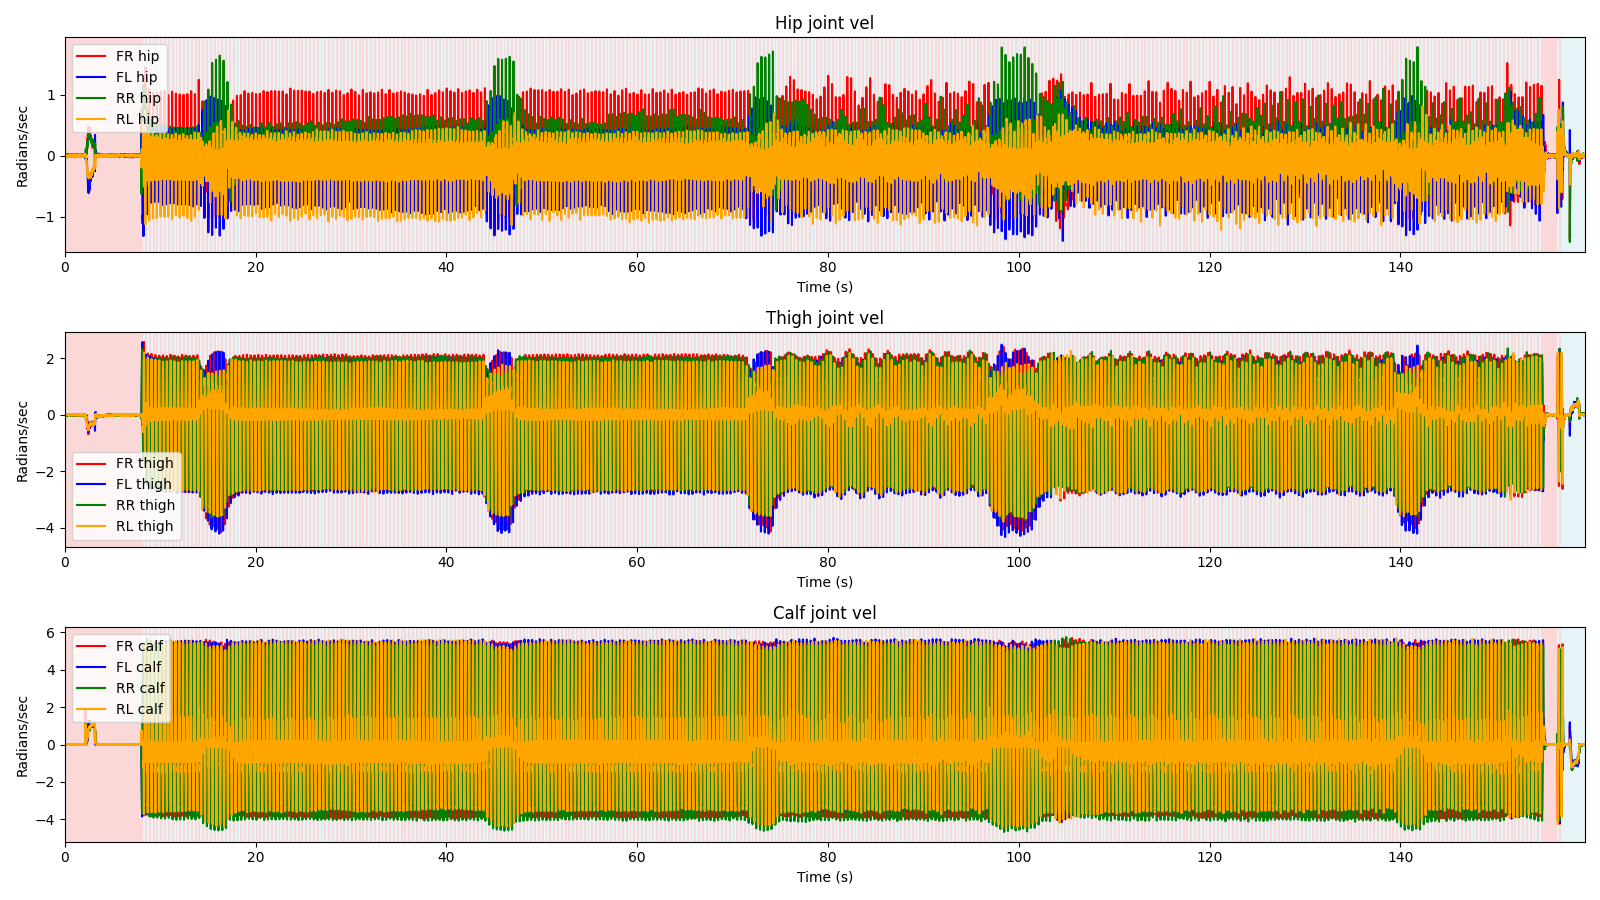 Hip joint vel
FR hip
FL hip
RR hip
RL hip
1
0
−1
Radians/sec
0 20 40 60 80 100 120 140
Time (s)
Thigh joint vel
2
0
−2
−4
Radians/sec
FR thigh
FL thigh
RR thigh
RL thigh
0 20 40 60 80 100 120 140
Time (s)
Calf joint vel
FR calf
FL calf
RR calf
RL calf
6
4
2
0
−2
−4
Radians/sec
0 20 40 60 80 100 120 140
Time (s)